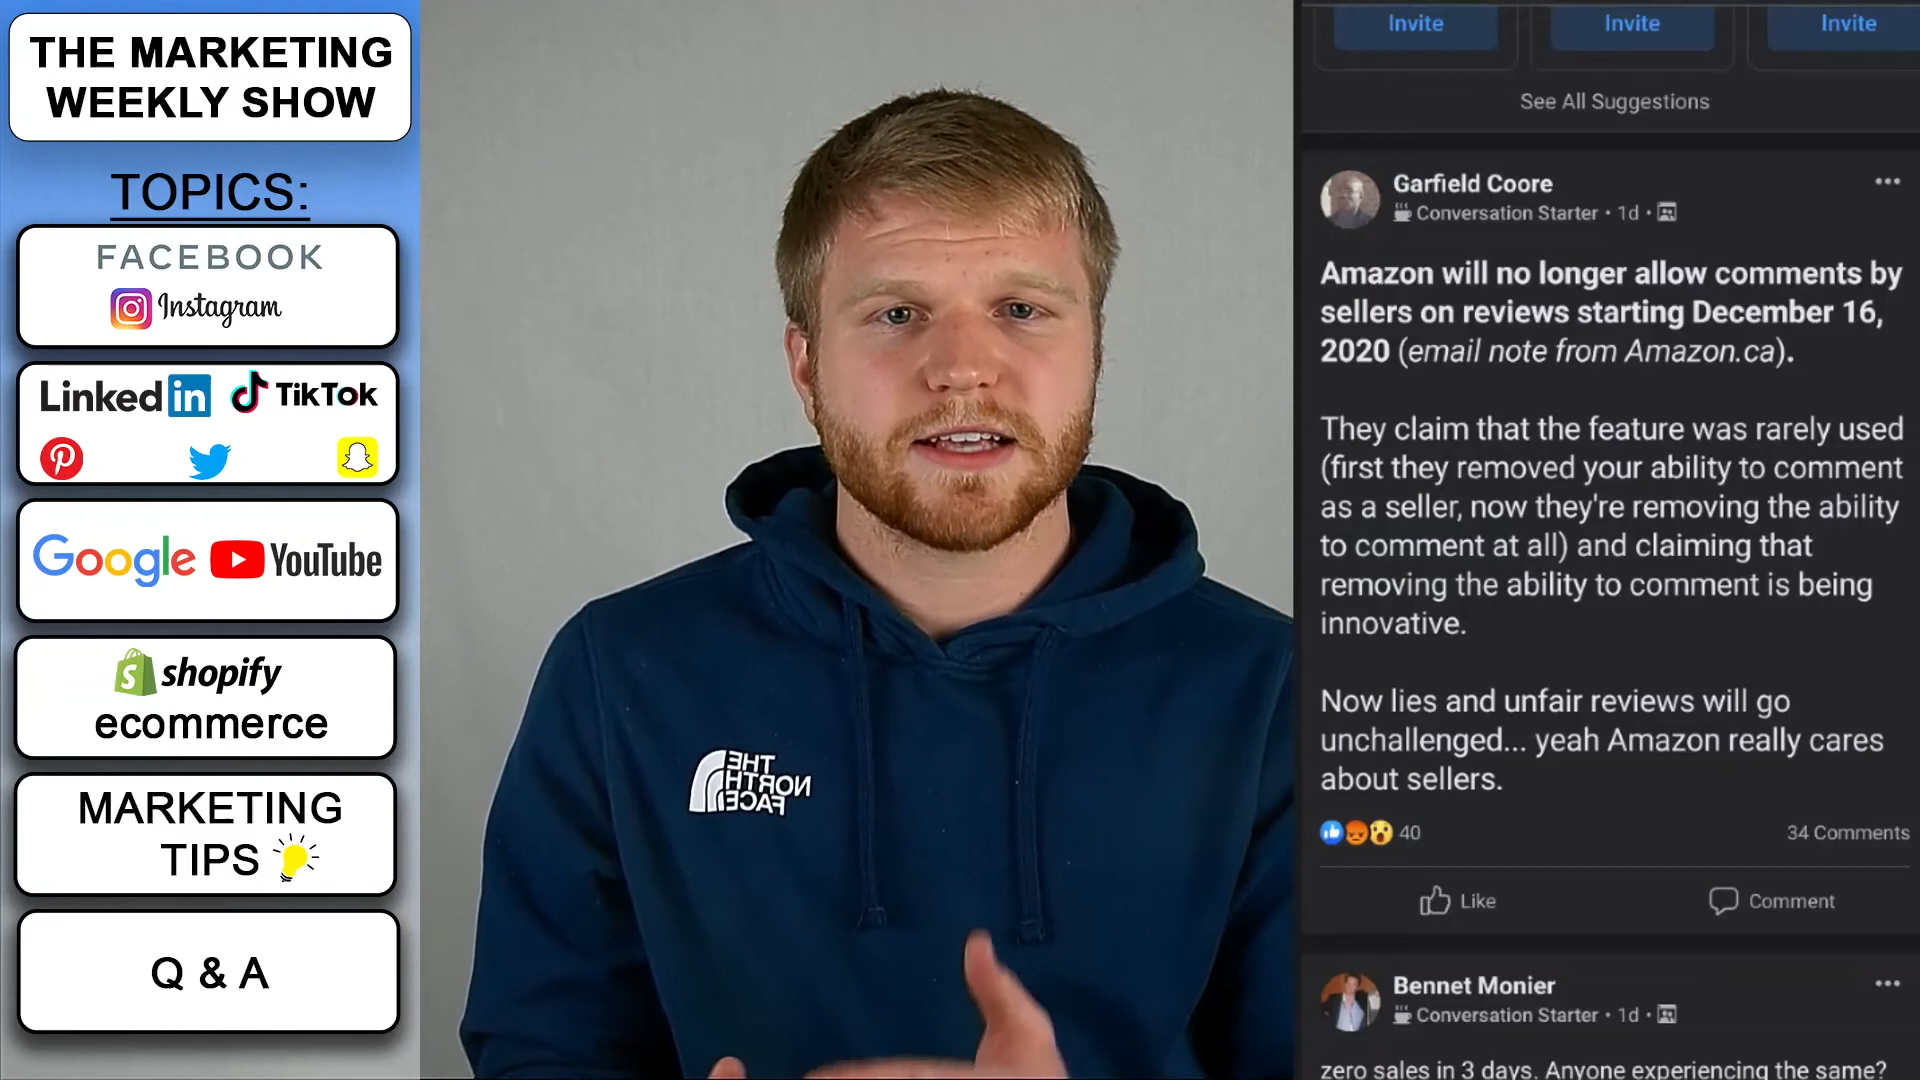 THE MARKETING
WEEKLY SHOW
TOPICS:
FACEBOOK
Instagram
Linkedin TikTok
Google YouTube
shopify
ecommerce
MARKETING
TIPS
Q & A
THE
NORTH
FACE
Invite Invite Invite
See All Suggestions
Garfield Coore
Conversation Starter • 1d •
Amazon will no longer allow comments by
sellers on reviews starting December 16,
2020 (email note from Amazon.ca).
They claim that the feature was rarely used
(first they removed your ability to comment
as a seller, now they're removing the ability
to comment at all) and claiming that
removing the ability to comment is being
innovative.
Now lies and unfair reviews will go
unchallenged... yeah Amazon really cares
about sellers.
40 34 Comments
Like Comment
Bennet Monier
Conversation Starter • 1d •
zero sales in 3 days. Anyone experiencing the same?